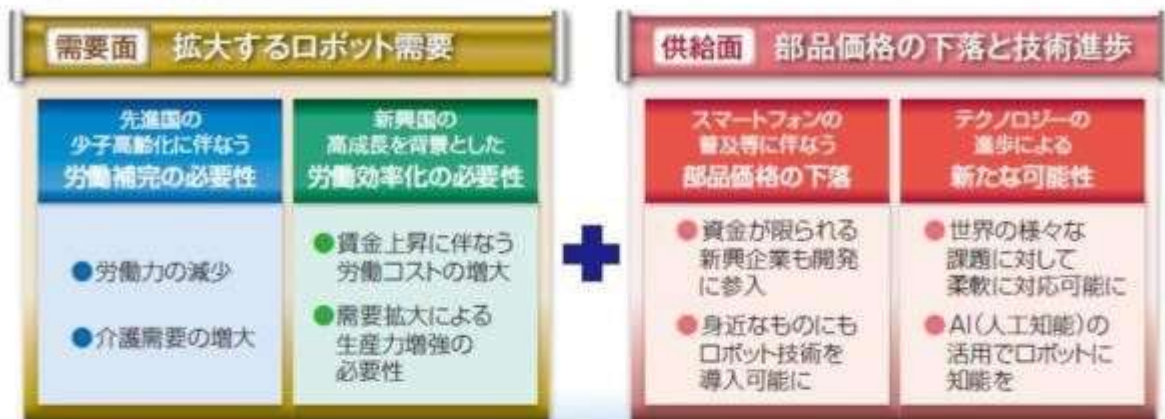 需要面 拡大するロボット需要
先進国の
少子高齢化に伴なう
労働補完の必要性
●労働力の減少
●介護需要の増大
新興国の
高成長を背景とした
労働効率化の必要性
●賃金上昇に伴なう
労働コストの増大
●需要拡大による
生産力増強の
必要性
供給面 部品価格の下落と技術進歩
スマートフォンの
普及等に伴なう
部品価格の下落
●資金が限られる
新興企業も開発
に参入
●身近なものにも
ロボット技術を
導入可能に
テクノロジーの
進歩による
新たな可能性
●世界の様々な
課題に対して
柔軟に対応可能に
●AI(人工知能)の
活用でロボットに
知能を